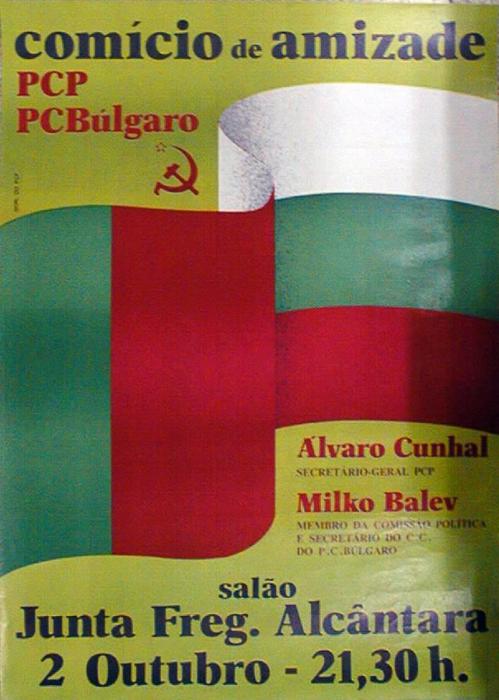 comício de amizade
PCP
PCBúlgaro
Álvaro Cunhal
SECRETÁRIO-GERAL PCP
Milko Balev
MEMBRO DA COMISSÃO POLÍTICA
E SECRETÁRIO DO C.C.
DO P.C.BÚLGARO
salão
Junta Freg. Alcântara
2 Outubro - 21,30 h.